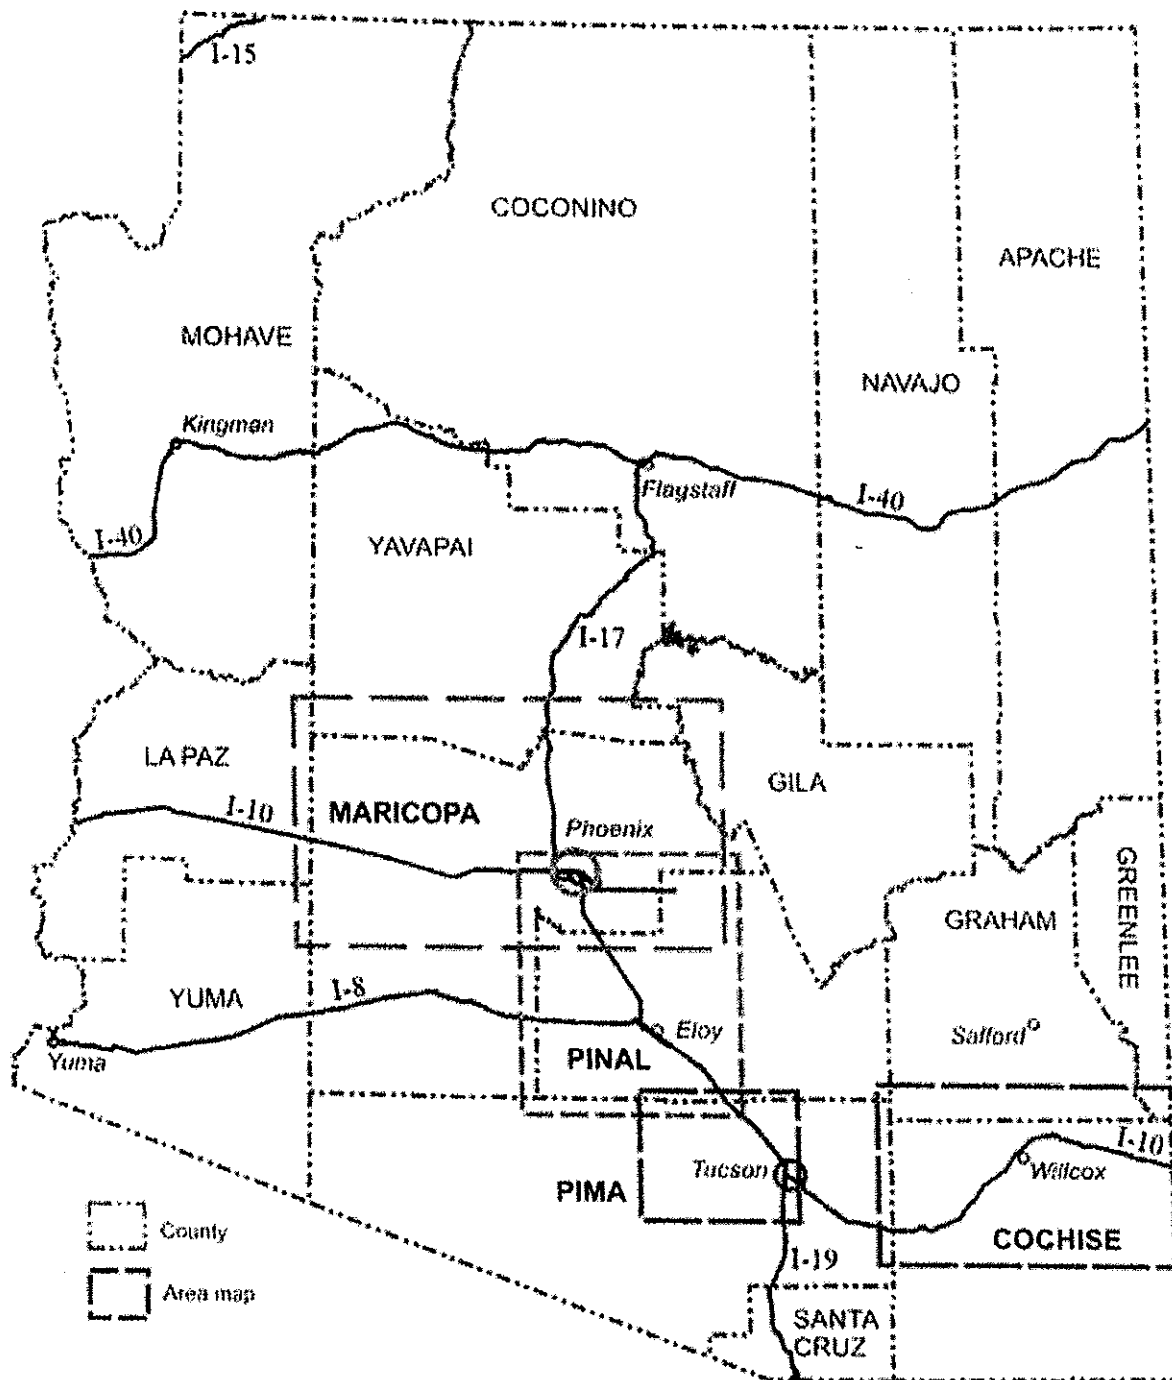 I-15
COCONINO
APACHE
MOHAVE
NAVAJO
Kingman
Flagstaff
I-40
I-40
YAVAPAI
I-17
LA PAZ
GILA
I-10
MARICOPA
Phoenix
GREENLEE
GRAHAM
YUMA
I-8
Safford
Eloy
Yuma
PINAL
I-10
Tucson
Willcox
PIMA
County
COCHISE
I-19
Area map
SANTA
CRUZ